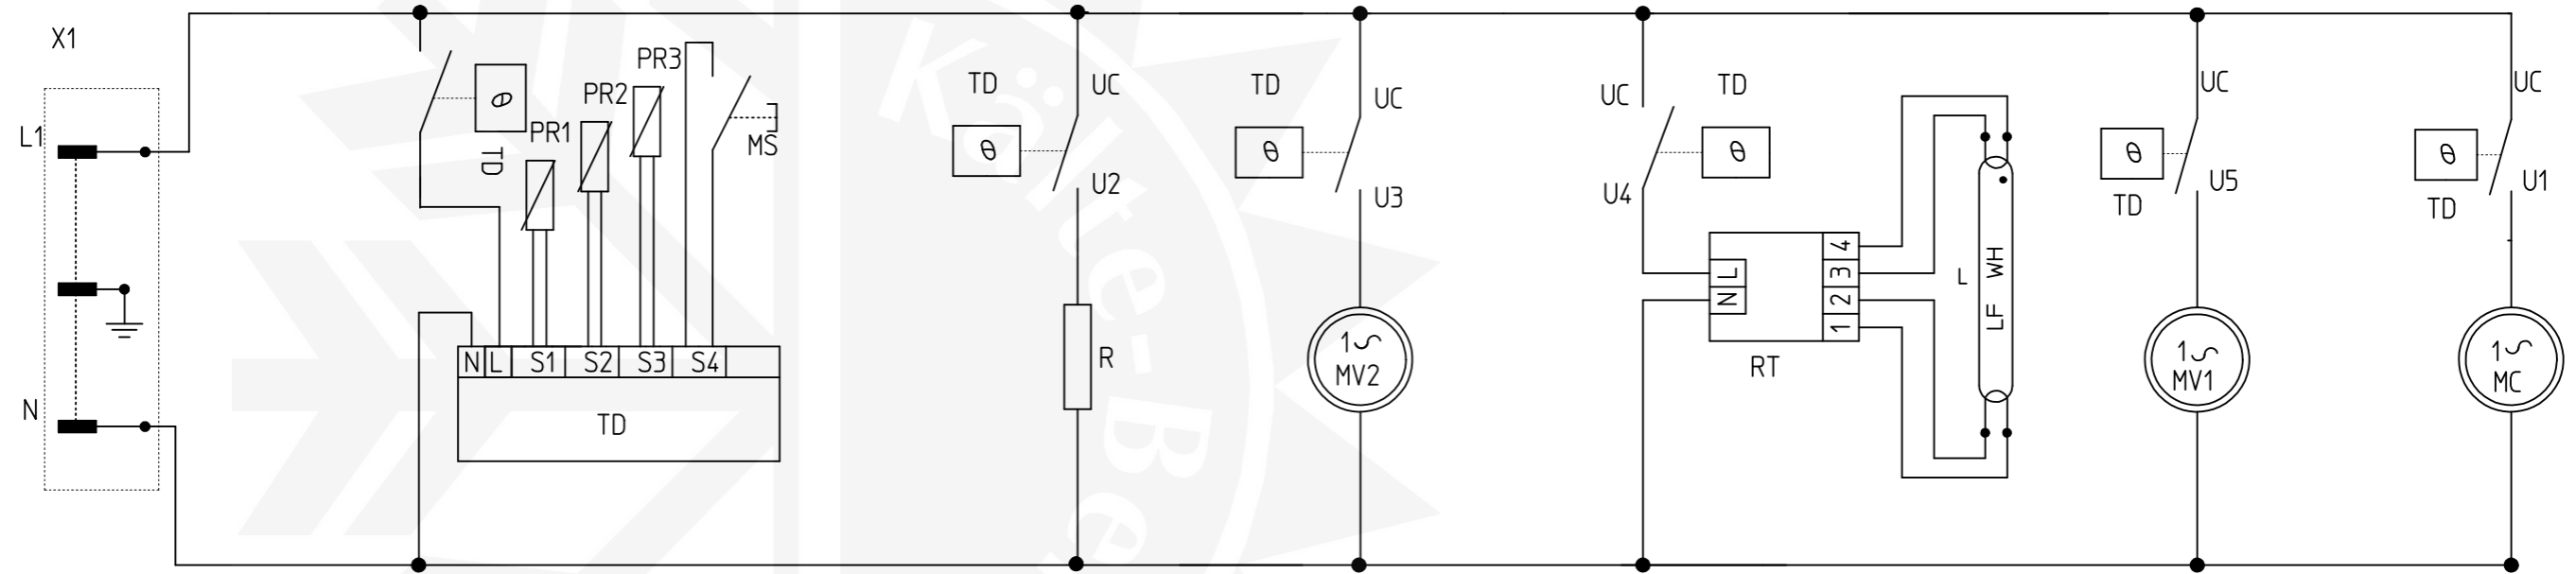 X1
L1
N
θ
TD
PR1
PR2
PR3
MS
N L S1 S2 S3 S4
TD
TD
UC
θ
U2
R
TD
UC
θ
U3
1
MV2
UC
TD
θ
U4
L
N
4
3
2
1
RT
L
LF WH
UC
θ
U5
TD
1
MV1
UC
θ
U1
TD
1
MC
Kälte-Be